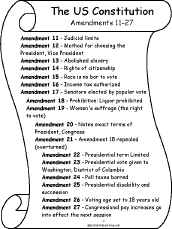 The US Constitution
Amendments 11-27
Amendment 11 - Judicial limits
Amendment 12 - Method for choosing the
President, Vice President
Amendment 13 - Abolished slavery
Amendment 14 - Rights of citizenship
Amendment 15 - Race is no bar to vote
Amendment 16 - Income tax authorized
Amendment 17 - Senators elected by popular vote
Amendment 18 - Prohibition: Liquor prohibited
Amendment 19 - Women's suffrage (the right
to vote)
Amendment 20 - Notes exact terms of
President, Congress
Amendment 21 - Amendment 18 repealed
(overturned)
Amendment 22 - Presidential term Limited
Amendment 23 - Presidential vote given to
Washington, District of Columbia
Amendment 24 - Poll taxes barred
Amendment 25 - Presidential disability and
succession
Amendment 26 - Voting age set to 18 years old
Amendment 27 - Congressional pay increases go
into effect the next session